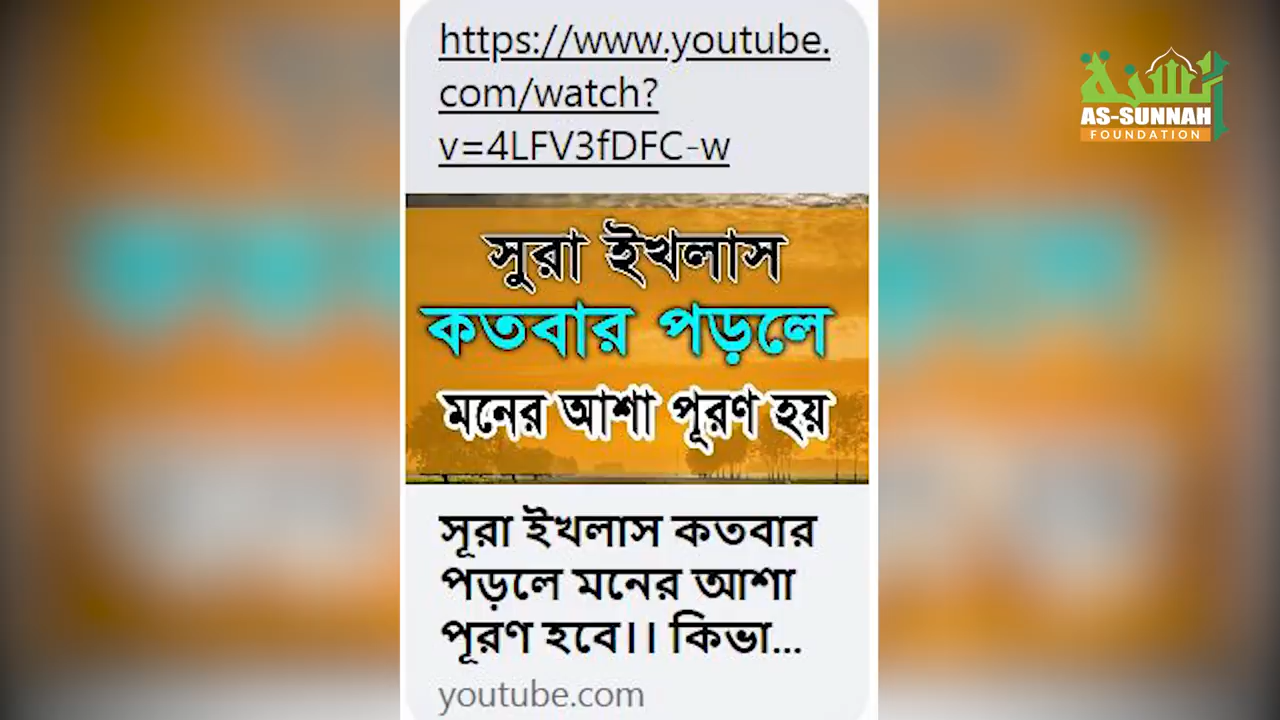 https://www.youtube.
com/watch?
v=4LFV3fDFC-w
সুরা ইখলাস
কতবার পড়লে
মনের আশা পূরণ হয়
সূরা ইখলাস কতবার
পড়লে মনের আশা
পূরণ হবে।। কিভা...
youtube.com
السنة
AS-SUNNAH
FOUNDATION